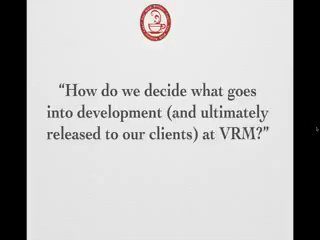 “How do we decide what goes
into development (and ultimately
released to our clients) at VRM?”